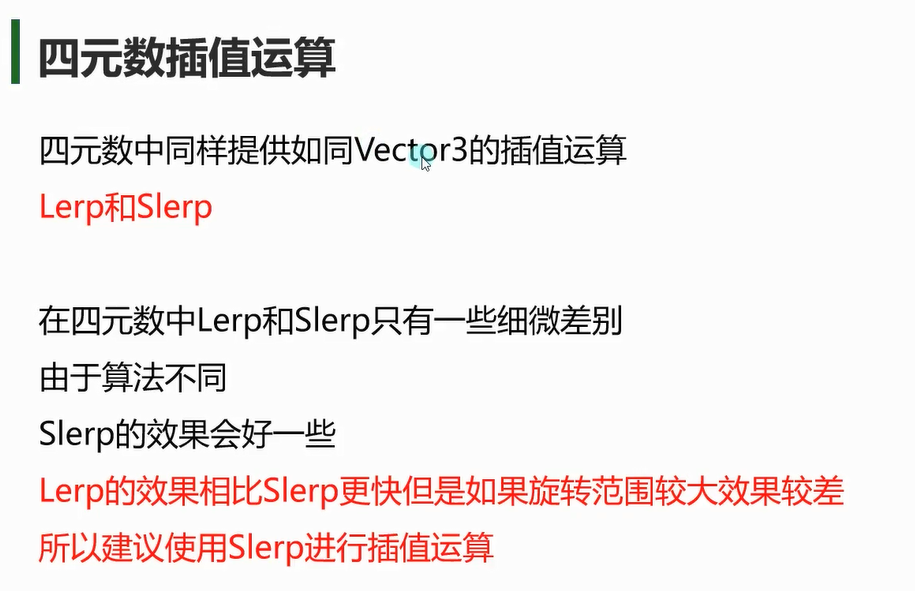 四元数插值运算
四元数中同样提供如同Vector3的插值运算
Lerp和Slerp
在四元数中Lerp和Slerp只有一些细微差别
由于算法不同
Slerp的效果会好一些
Lerp的效果相比Slerp更快但是如果旋转范围较大效果较差
所以建议使用Slerp进行插值运算